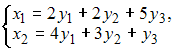 x₁ = 2y₁ + 2y₂ + 5y₃,
x₂ = 4y₁ + 3y₂ + y₃